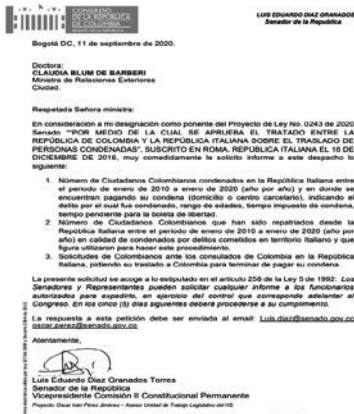 CONGRESO
DE LA REPÚBLICA
DE COLOMBIA
LUIS EDUARDO DIAZ GRANADOS
Senador de la República
Bogotá DC, 11 de septiembre de 2020.
Doctora:
CLAUDIA BLUM DE BARBERI
Ministra de Relaciones Exteriores
Ciudad.
Respetada Señora ministra:
En consideración a mi designación como ponente del Proyecto de Ley No. 0243 de 2020
Senado "“POR MEDIO DE LA CUAL SE APRUEBA EL TRATADO ENTRE LA
REPÚBLICA DE COLOMBIA Y LA REPÚBLICA ITALIANA SOBRE EL TRASLADO DE
PERSONAS CONDENADAS”. SUSCRITO EN ROMA. REPÚBLICA ITALIANA EL 16 DE
DICIEMBRE DE 2016, muy comedidamente le solicito informe a este despacho lo
siguiente:
1. Número de Ciudadanos Colombianos condenados en la República Italiana entre
el periodo de enero de 2010 a enero de 2020 (año por año) y en donde se
encuentran pagando su condena (domicilio o centro carcelario), indicando el
delito por el cual fue condenado, rango de edades, tiempo impuesto de condena,
tiempo pendiente para la boleta de libertad.
2. Número de Ciudadanos Colombianos que han sido repatriados desde la
República Italiana entre el periodo de enero de 2010 a enero de 2020 (año por
año) en calidad de condenados por delitos cometidos en territorio Italiano y que
figura utilizaron para hacer este procedimiento.
3. Solicitudes de Colombianos ante los consulados de Colombia en la República
Italiana, pidiendo su traslado a Colombia para terminar de pagar su condena.
La presente solicitud se acoge a lo estipulado en el artículo 258 de la Ley 5 de 1992: Los
Senadores y Representantes pueden solicitar cualquier informe a los funcionarios
autorizados para expedirlo, en ejercicio del control que corresponde adelantar al
Congreso. En los cinco (5) días siguientes deberá procederse a su cumplimiento.
La respuesta a esta petición debe ser enviada al email: Luis.diaz@senado.gov.co
oscar.perez@senado.gov.co
Atentamente,
Luis Eduardo Diaz Granados Torres
Senador de la República
Vicepresidente Comisión II Constitucional Permanente
Proyecto: Oscar Iván Pérez Jiménez – Asesor Unidad de Trabajo Legislativo del HS